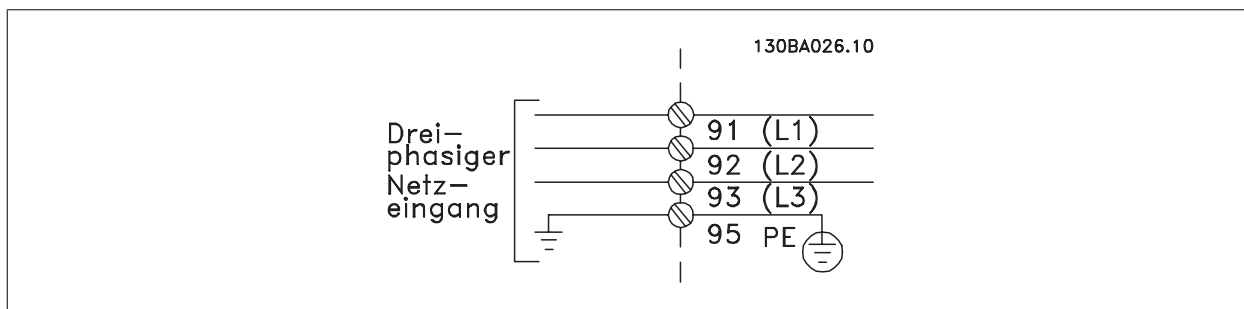 130BA026.10
Drei-
phasiger
Netz-
eingang
91 (L1)
92 (L2)
93 (L3)
95 PE